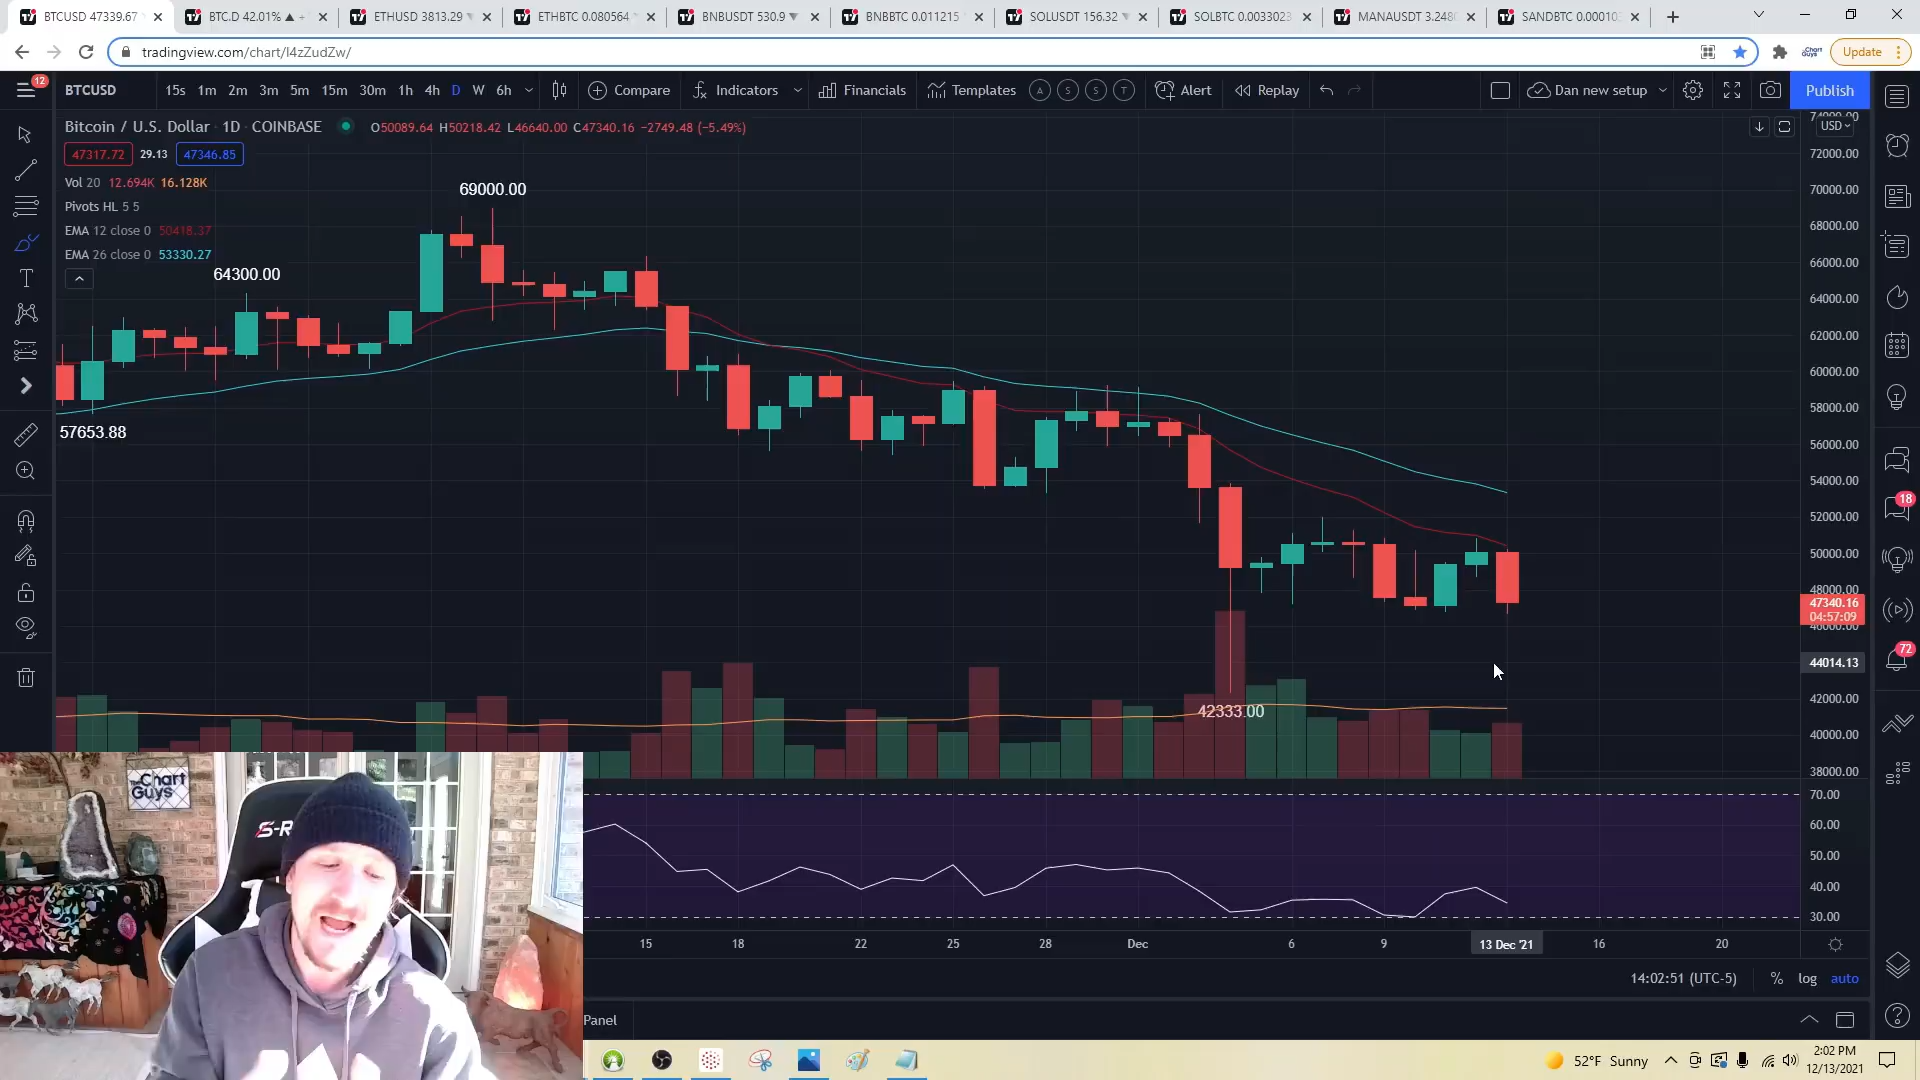 BTCUSD 47339.67
BTC.D 42.01% ▲ +
ETHUSD 3813.29 ▼
ETHBTC 0.080564
BNBUSDT 530.9 ▼
BNBBTC 0.011215
SOLUSDT 156.32 ▼
SOLBTC 0.0033023
MANAUSDT 3.2480
SANDBTC 0.00010
tradingview.com/chart/I4zZudZw/
Chart Guys
Update
12
BTCUSD
15s 1m 2m 3m 5m 15m 30m 1h 4h D W 6h
Compare
Indicators
Financials
Templates
A S S T
Alert
Replay
Dan new setup
Publish
Bitcoin / U.S. Dollar · 1D · COINBASE
O50089.64 H50218.42 L46640.00 C47340.16 −2749.48 (−5.49%)
47317.72 29.13 47346.85
Vol 20 12.694K 16.128K
Pivots HL 5 5
EMA 12 close 0 50418.37
EMA 26 close 0 53330.27
69000.00
64300.00
57653.88
42333.00
USD
74000.00
72000.00
70000.00
68000.00
66000.00
64000.00
62000.00
60000.00
58000.00
56000.00
54000.00
52000.00
50000.00
48000.00
47340.16
04:57:09
46000.00
44014.13
42000.00
40000.00
38000.00
70.00
60.00
50.00
40.00
30.00
18
72
The Chart Guys
S-R
15 18 22 25 28 Dec 6 9 13 Dec '21 16 20
14:02:51 (UTC-5) % log auto
Panel
52°F Sunny
2:02 PM
12/13/2021